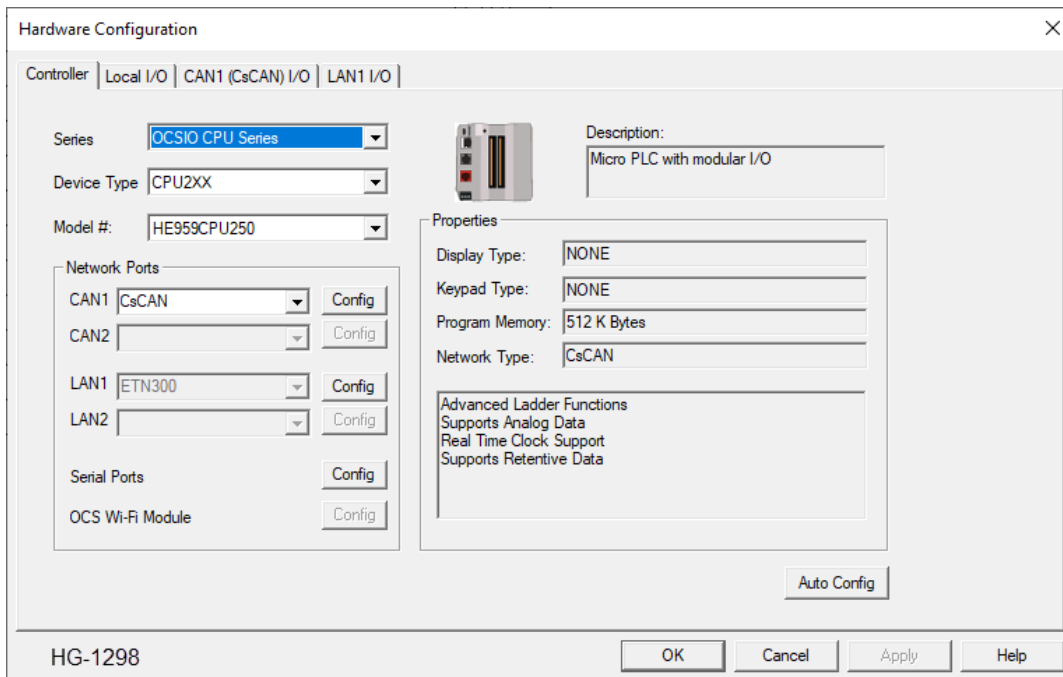 Hardware Configuration
Controller
Local I/O
CAN1 (CsCAN) I/O
LAN1 I/O
Series
OCSIO CPU Series
Device Type
CPU2XX
Model #:
HE959CPU250
Network Ports
CAN1
CsCAN
Config
CAN2
Config
LAN1
ETN300
Config
LAN2
Config
Serial Ports
Config
OCS Wi-Fi Module
Config
Description:
Micro PLC with modular I/O
Properties
Display Type:
NONE
Keypad Type:
NONE
Program Memory:
512 K Bytes
Network Type:
CsCAN
Advanced Ladder Functions
Supports Analog Data
Real Time Clock Support
Supports Retentive Data
Auto Config
HG-1298
OK
Cancel
Apply
Help